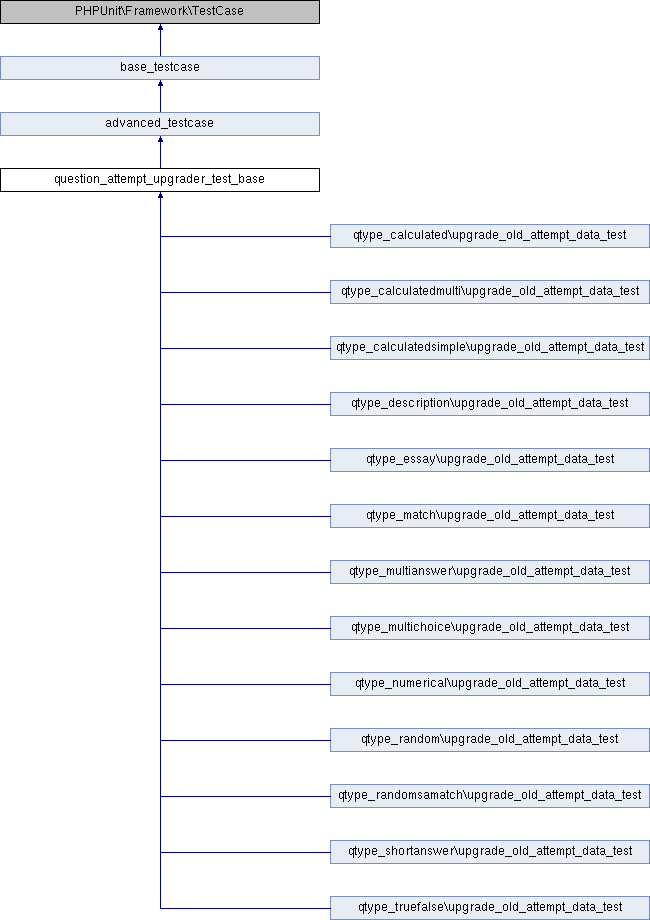 PHPUnit\Framework\TestCase
base_testcase
advanced_testcase
question_attempt_upgrader_test_base
qtype_calculated\upgrade_old_attempt_data_test
qtype_calculatedmulti\upgrade_old_attempt_data_test
qtype_calculatedsimple\upgrade_old_attempt_data_test
qtype_description\upgrade_old_attempt_data_test
qtype_essay\upgrade_old_attempt_data_test
qtype_match\upgrade_old_attempt_data_test
qtype_multianswer\upgrade_old_attempt_data_test
qtype_multichoice\upgrade_old_attempt_data_test
qtype_numerical\upgrade_old_attempt_data_test
qtype_random\upgrade_old_attempt_data_test
qtype_randomsamatch\upgrade_old_attempt_data_test
qtype_shortanswer\upgrade_old_attempt_data_test
qtype_truefalse\upgrade_old_attempt_data_test